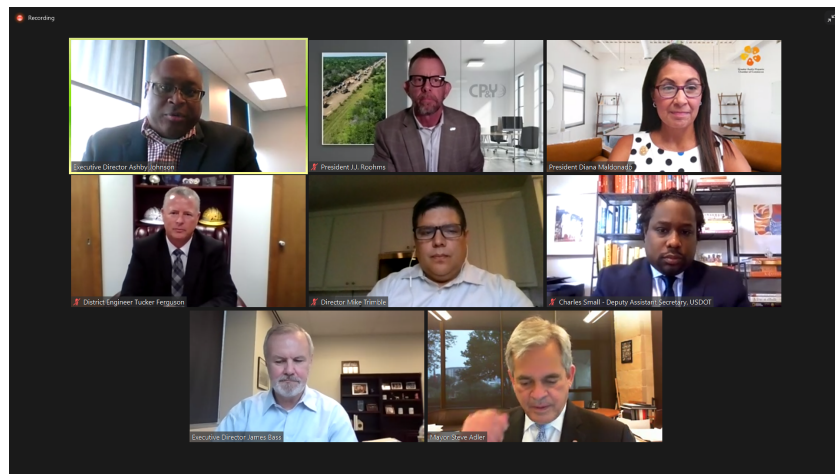 Recording
Executive Director Ashby Johnson
President J.J. Roohms
President Diana Maldonado
CP&Y
District Engineer Tucker Ferguson
Director Mike Trimble
Charles Small - Deputy Assistant Secretary, USDOT
Executive Director James Bass
Mayor Steve Adler